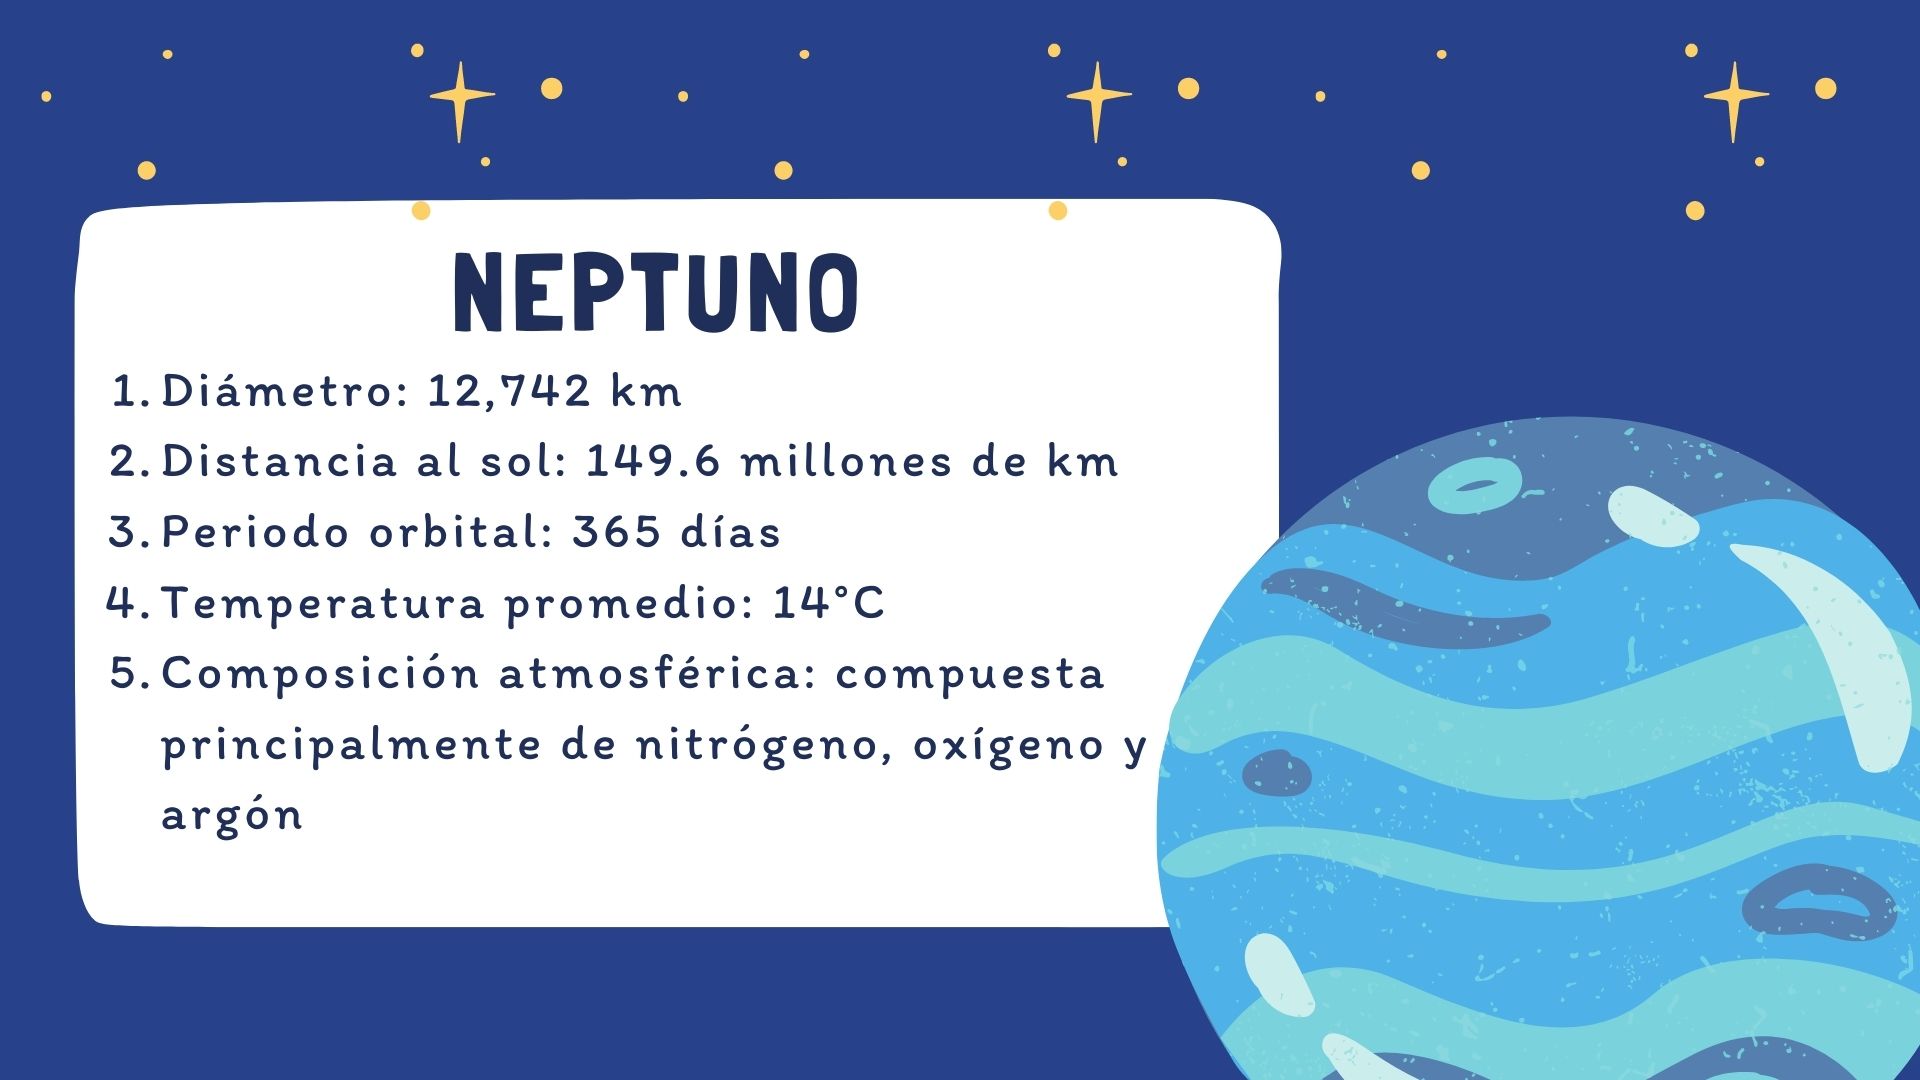 NEPTUNO
1. Diámetro: 12,742 km
2. Distancia al sol: 149.6 millones de km
3. Periodo orbital: 365 días
4. Temperatura promedio: 14°C
5. Composición atmosférica: compuesta
principalmente de nitrógeno, oxígeno y
argón